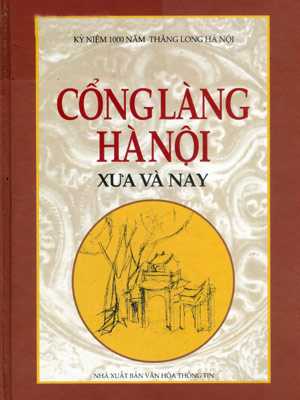 KỶ NIỆM 1000 NĂM THĂNG LONG HÀ NỘI
CỔNG LÀNG
HÀ NỘI
XƯA VÀ NAY
NHÀ XUẤT BẢN VĂN HÓA THÔNG TIN